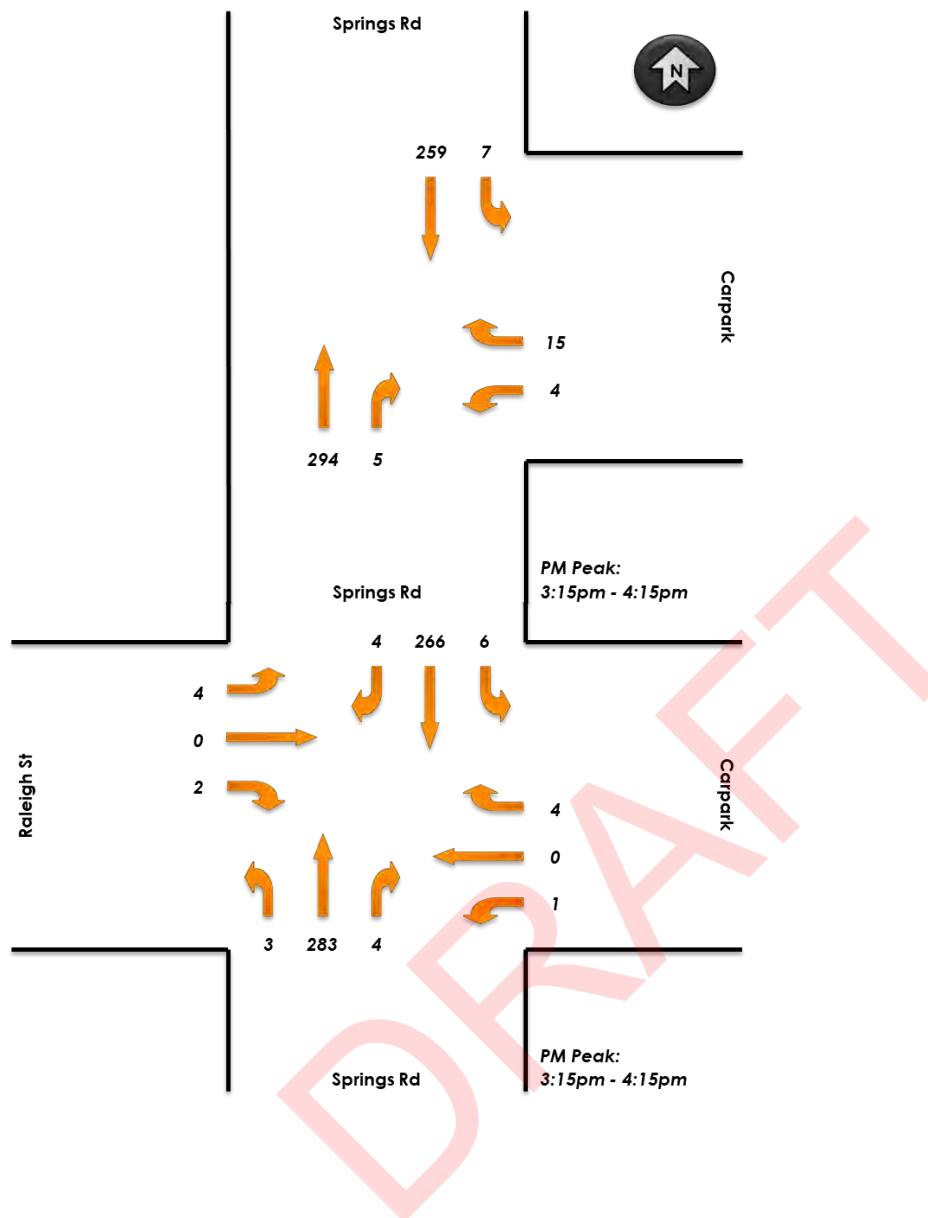 Springs Rd
N
259 7
Carpark
15
4
294 5
PM Peak:
3:15pm - 4:15pm
Springs Rd
4 266 6
4
0
2
Raleigh St
Carpark
4
0
1
3 283 4
PM Peak:
3:15pm - 4:15pm
Springs Rd
DRAFT